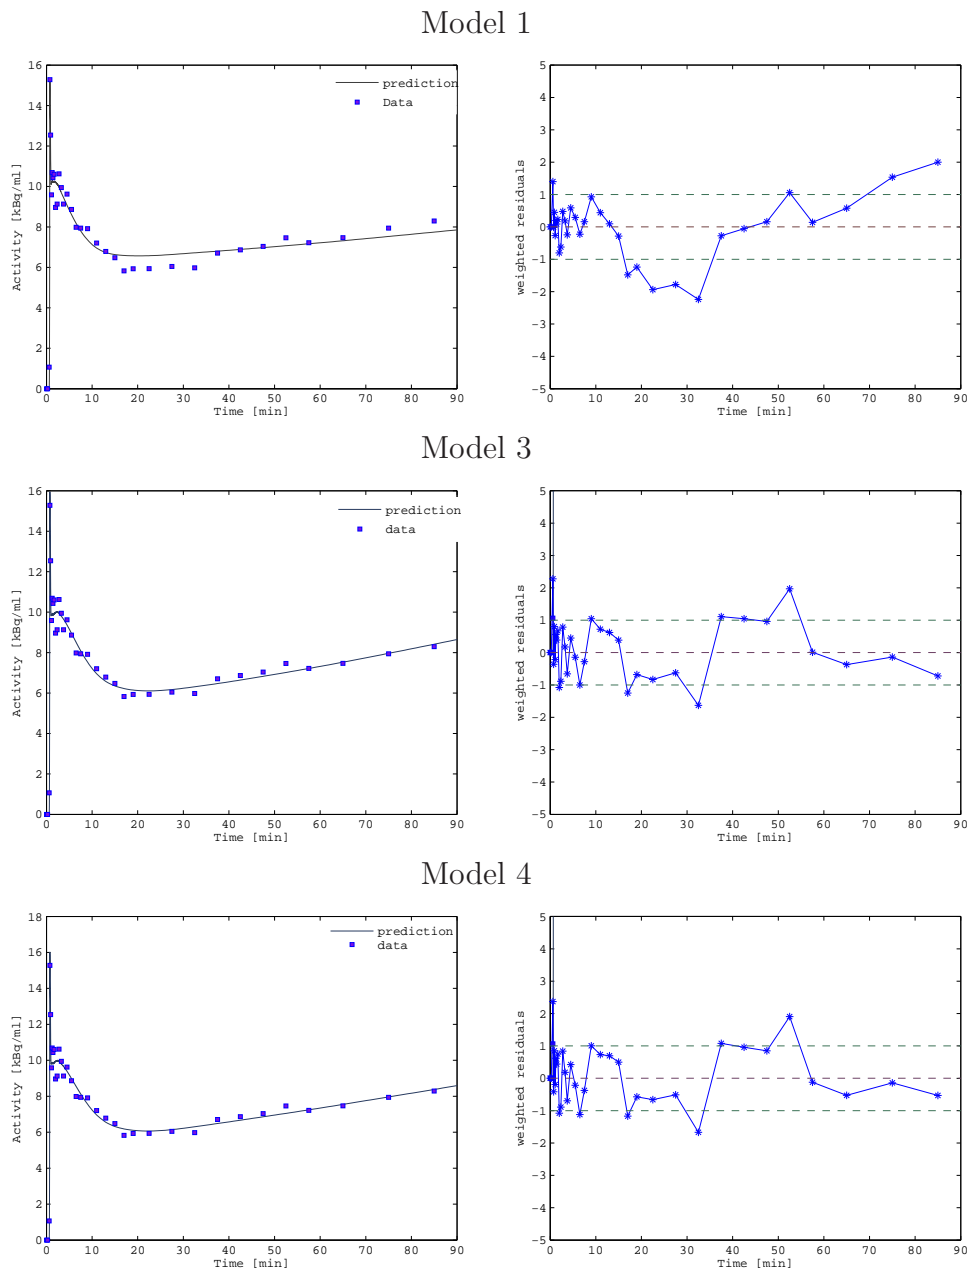 Model 1
16
14
12
10
8
6
4
2
0
Activity [kBq/ml]
prediction
Data
0 10 20 30 40 50 60 70 80 90
Time [min]
5
4
3
2
1
0
−1
−2
−3
−4
−5
weighted residuals
0 10 20 30 40 50 60 70 80 90
Time [min]
Model 3
16
14
12
10
8
6
4
2
0
Activity [kBq/ml]
prediction
data
0 10 20 30 40 50 60 70 80 90
Time [min]
5
4
3
2
1
0
−1
−2
−3
−4
−5
weighted residuals
0 10 20 30 40 50 60 70 80 90
Time [min]
Model 4
18
16
14
12
10
8
6
4
2
0
Activity [kBq/ml]
prediction
data
0 10 20 30 40 50 60 70 80 90
Time [min]
5
4
3
2
1
0
−1
−2
−3
−4
−5
weighted residuals
0 10 20 30 40 50 60 70 80 90
Time [min]